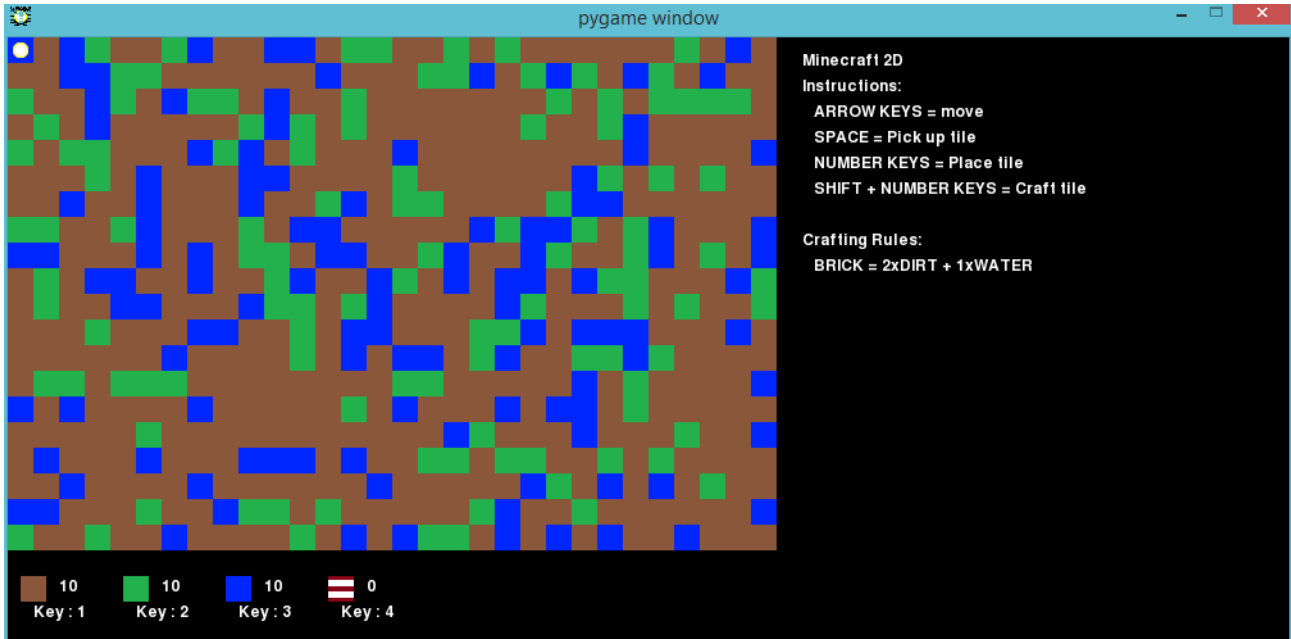 pygame window
Minecraft 2D
Instructions:
ARROW KEYS = move
SPACE = Pick up tile
NUMBER KEYS = Place tile
SHIFT + NUMBER KEYS = Craft tile
Crafting Rules:
BRICK = 2xDIRT + 1xWATER
10 10 10 0
Key : 1 Key : 2 Key : 3 Key : 4